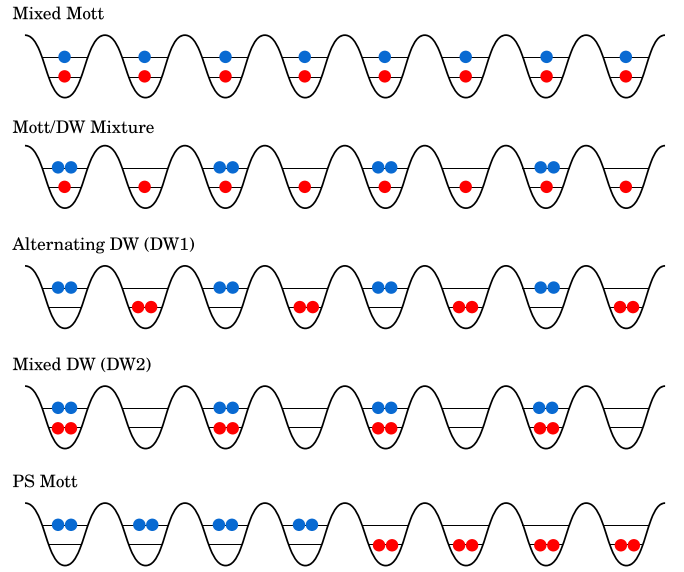 Mixed Mott
Mott/DW Mixture
Alternating DW (DW1)
Mixed DW (DW2)
PS Mott